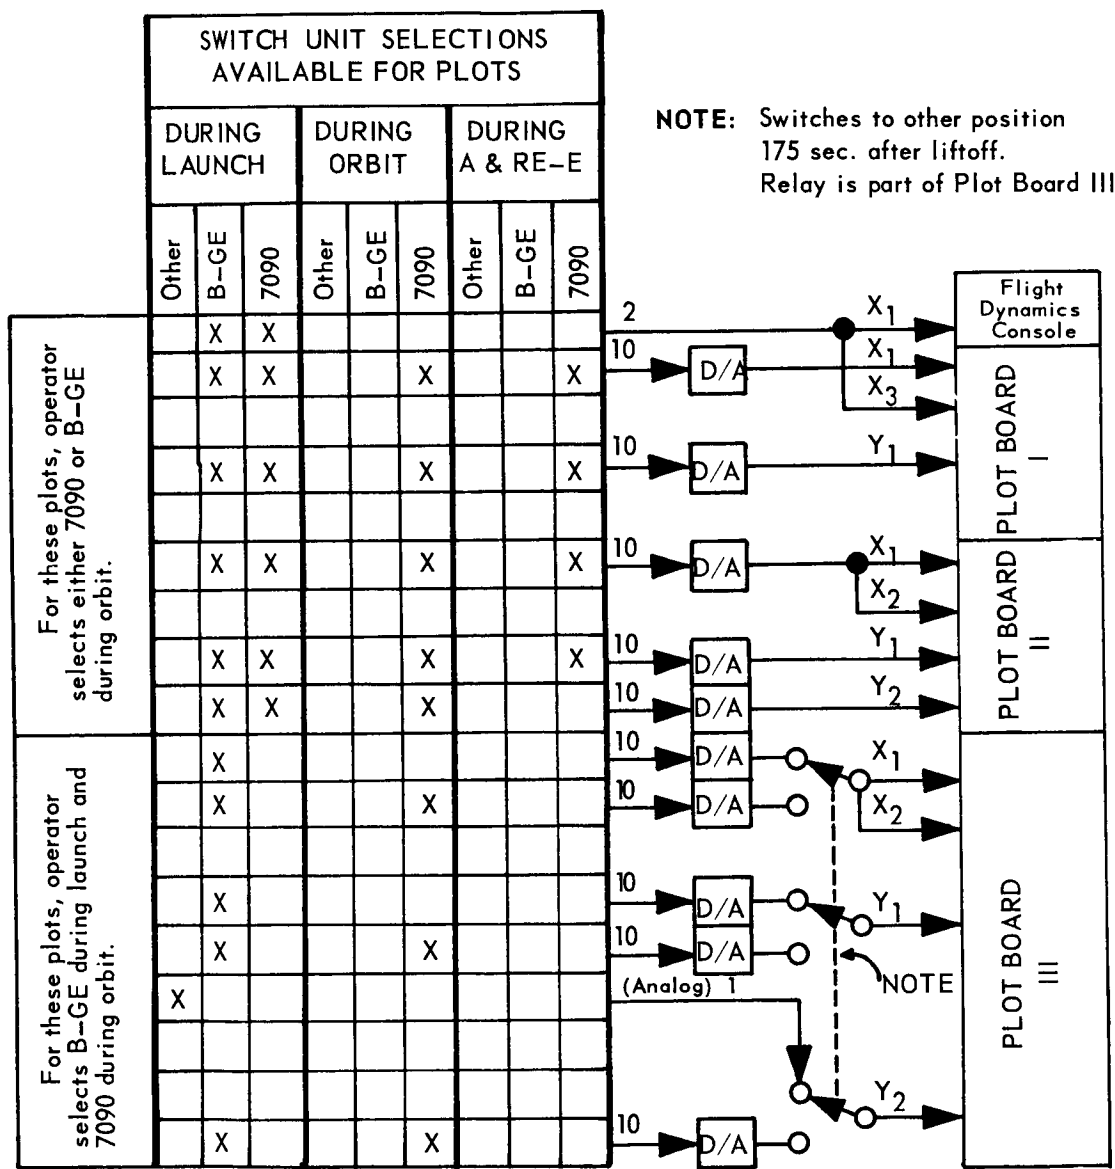 SWITCH UNIT SELECTIONS
AVAILABLE FOR PLOTS
DURING
LAUNCH
DURING
ORBIT
DURING
A & RE-E
NOTE: Switches to other position
175 sec. after liftoff.
Relay is part of Plot Board III
Other
B-GE
7090
Other
B-GE
7090
Other
B-GE
7090
For these plots, operator
selects either 7090 or B-GE
during orbit.
For these plots, operator
selects B-GE during launch and
7090 during orbit.
X X 2 X1
X X X X 10 D/A X1
X3
X X X X 10 D/A Y1
X X X X 10 D/A X1
X2
X X X X 10 D/A Y1
X X X 10 D/A Y2
X 10 D/A X1
X X 10 D/A X2
X 10 D/A Y1
X X 10 D/A
X (Analog) 1
NOTE
Y2
X X 10 D/A
Flight
Dynamics
Console
PLOT BOARD
I
PLOT BOARD
II
PLOT BOARD
III